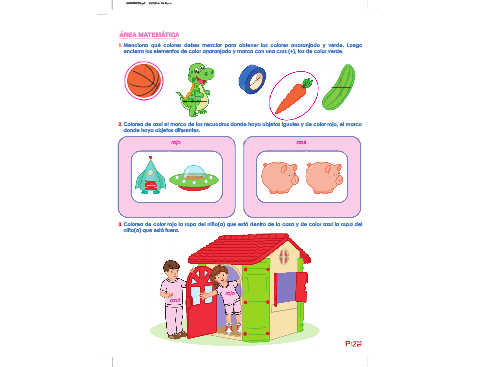 ÁREA MATEMÁTICA
1. Menciona qué colores debes mezclar para obtener los colores anaranjado y verde. Luego
encierra los elementos de color anaranjado y marca con una cruz (+), los de color verde.
2. Colorea de azul el marco de los recuadros donde haya objetos iguales y de color rojo, el marco
donde haya objetos diferentes.
rojo
azul
3. Colorea de color rojo la ropa del niño(a) que está dentro de la casa y de color azul la ropa del
niño(a) que está fuera.
azul
rojo